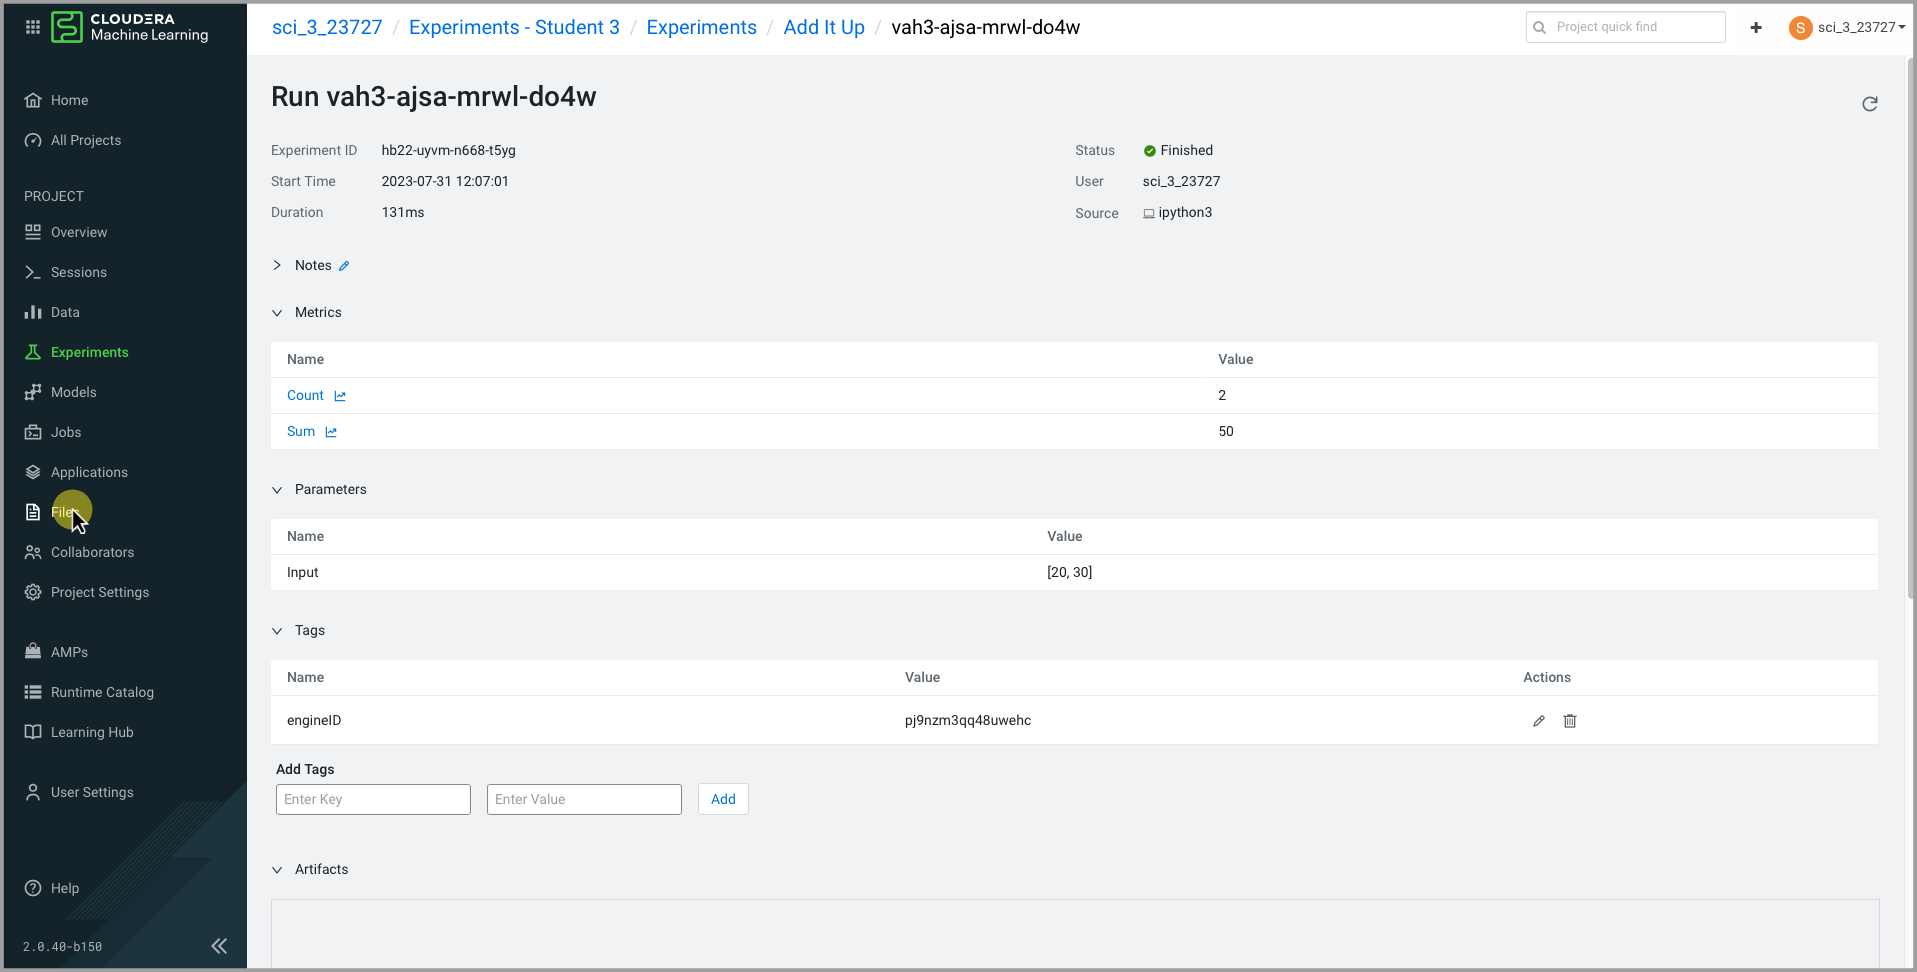 CLOUDERA
Machine Learning
sci_3_23727 / Experiments - Student 3 / Experiments / Add It Up / vah3-ajsa-mrwl-do4w
Project quick find
+
S sci_3_23727
Home
All Projects
PROJECT
Overview
Sessions
Data
Experiments
Models
Jobs
Applications
Files
Collaborators
Project Settings
AMPs
Runtime Catalog
Learning Hub
User Settings
Help
2.0.40-b150
Run vah3-ajsa-mrwl-do4w
Experiment ID hb22-uyvm-n668-t5yg
Start Time 2023-07-31 12:07:01
Duration 131ms
Status Finished
User sci_3_23727
Source ipython3
Notes
Metrics
Name Value
Count 2
Sum 50
Parameters
Name Value
Input [20, 30]
Tags
Name Value Actions
engineID pj9nzm3qq48uwehc
Add Tags
Enter Key Enter Value Add
Artifacts